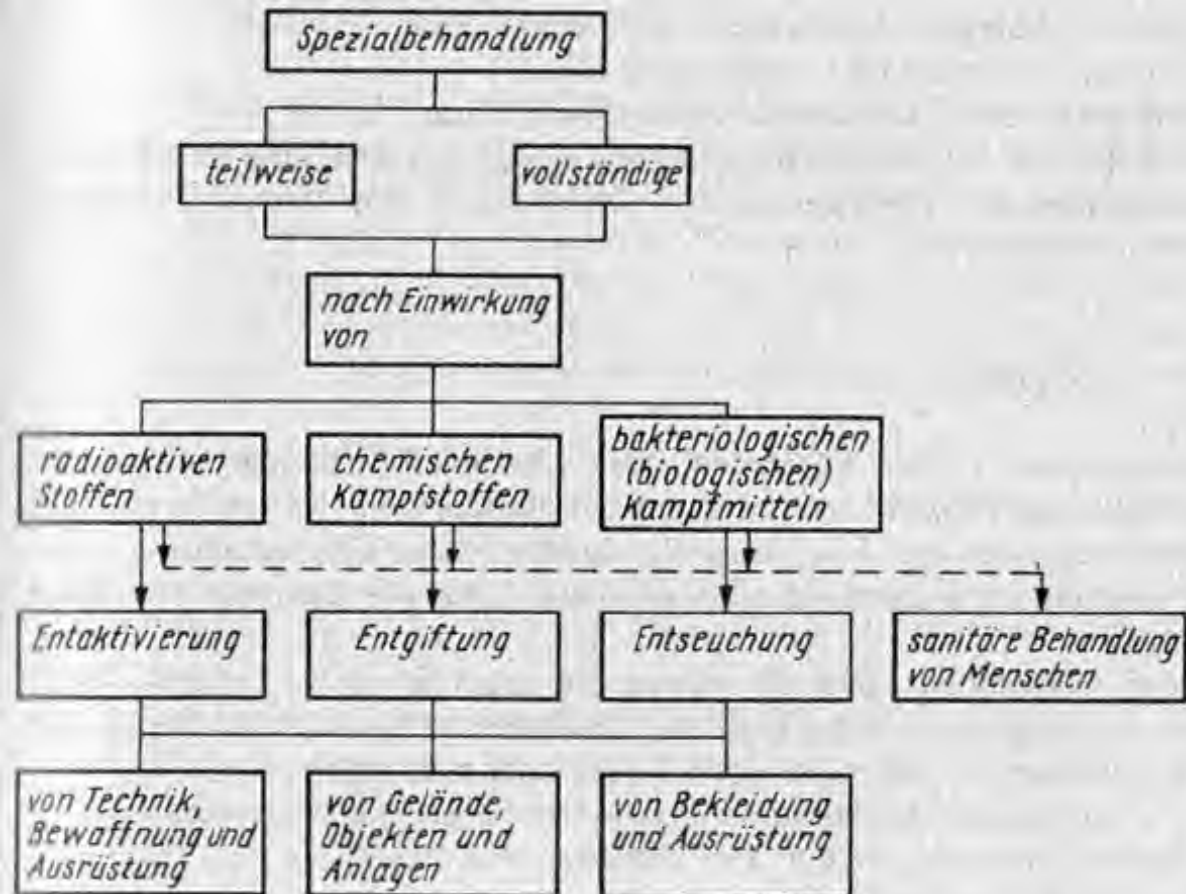 Spezialbehandlung
teilweise
vollständige
nach Einwirkung
von
radioaktiven
Stoffen
chemischen
Kampfstoffen
bakteriologischen
(biologischen)
Kampfmitteln
Entaktivierung
Entgiftung
Entseuchung
sanitäre Behandlung
von Menschen
von Technik,
Bewaffnung und
Ausrüstung
von Gelände,
Objekten und
Anlagen
von Bekleidung
und Ausrüstung